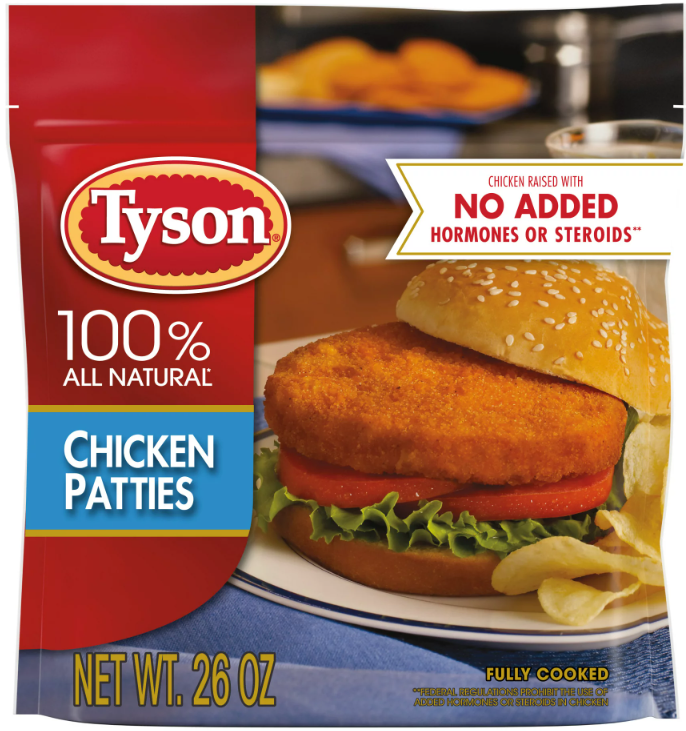 Tyson®
100%
ALL NATURAL*
CHICKEN
PATTIES
CHICKEN RAISED WITH
NO ADDED
HORMONES OR STEROIDS**
NET WT. 26 OZ
FULLY COOKED
**FEDERAL REGULATIONS PROHIBIT THE USE OF
ADDED HORMONES OR STEROIDS IN CHICKEN